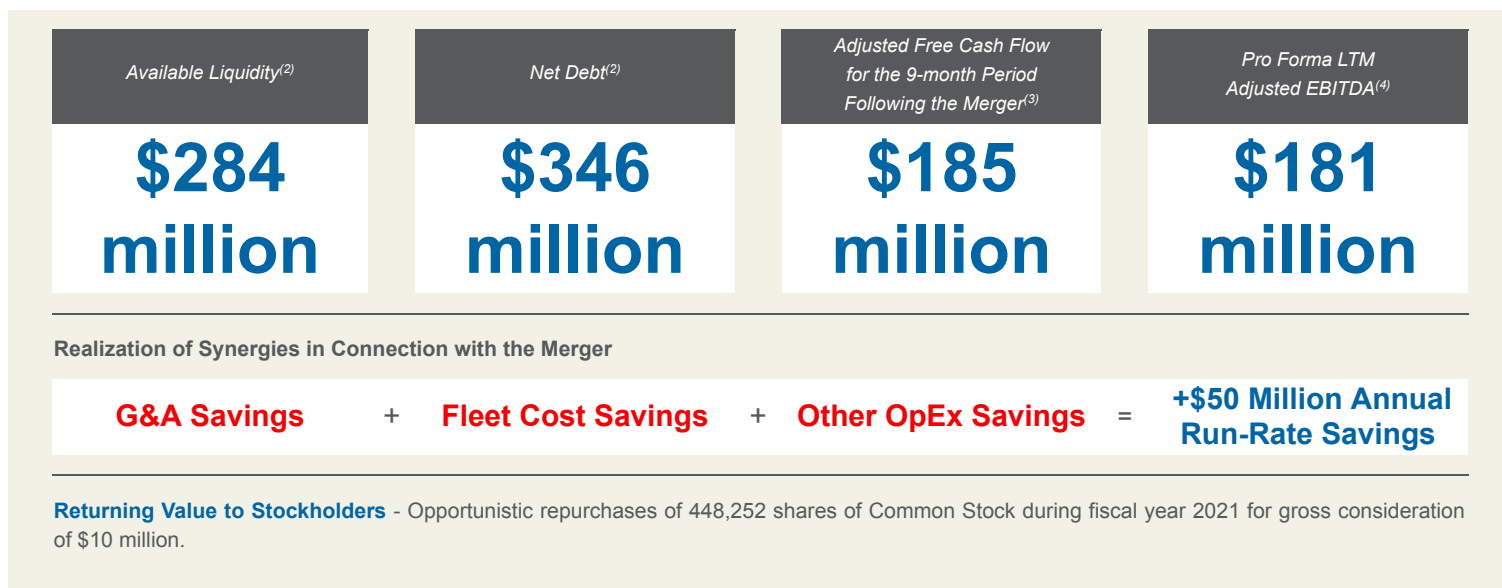 Available Liquidity(2)
Net Debt(2)
Adjusted Free Cash Flow
for the 9-month Period
Following the Merger(3)
Pro Forma LTM
Adjusted EBITDA(4)
$284
million
$346
million
$185
million
$181
million
Realization of Synergies in Connection with the Merger
G&A Savings + Fleet Cost Savings + Other OpEx Savings = +$50 Million Annual
Run-Rate Savings
Returning Value to Stockholders - Opportunistic repurchases of 448,252 shares of Common Stock during fiscal year 2021 for gross consideration
of $10 million.